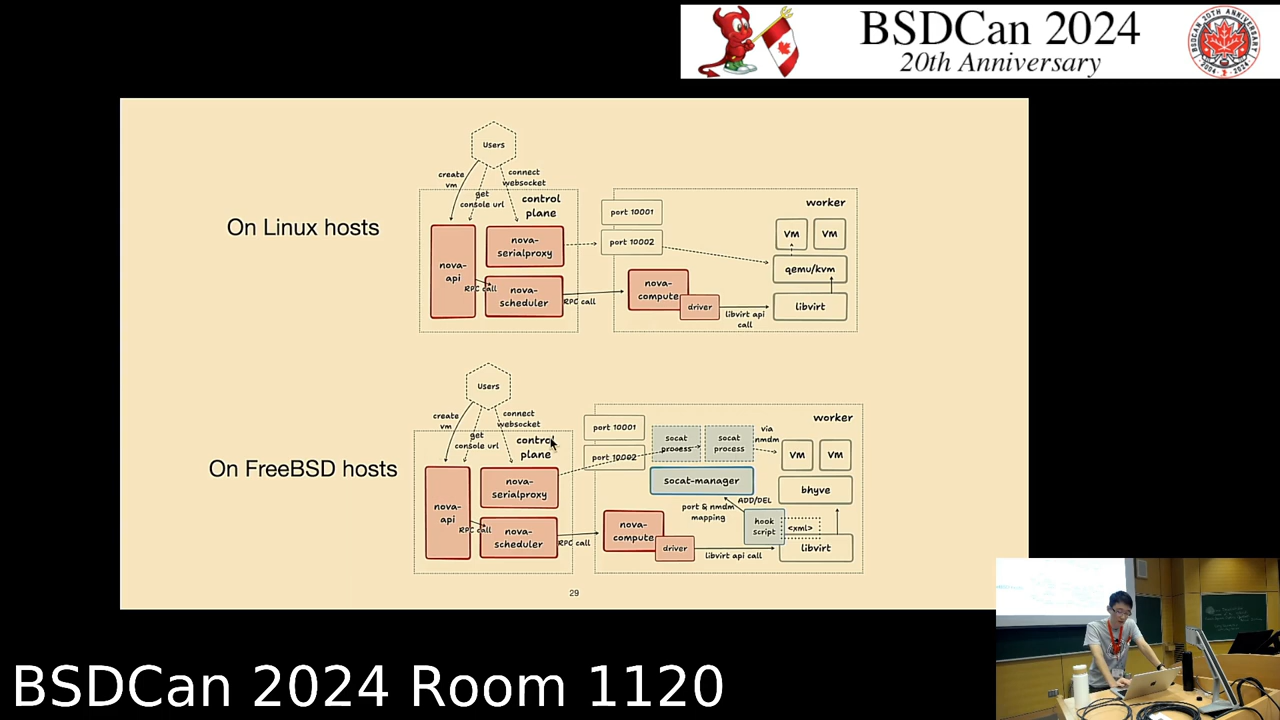 BSDCan 2024
20th Anniversary
Users
create
vm
get
console url
connect
websocket
control
plane
On Linux hosts
nova-
api
nova-
serialproxy
RPC call
nova-
scheduler
RPC call
port 10001
port 10002
worker
VM
VM
qemu/kvm
nova-
compute
driver
libvirt api
call
libvirt
Users
create
vm
get
console url
connect
websocket
control
plane
On FreeBSD hosts
nova-
api
nova-
serialproxy
RPC call
nova-
scheduler
RPC call
port 10001
port 10002
socat
process
socat
process
via
nmdm
worker
VM
VM
socat-manager
bhyve
port & nmdm
mapping
ADD/DEL
hook
script
<xml>
nova-
compute
driver
libvirt api call
libvirt
29
BSDCan 2024 Room 1120